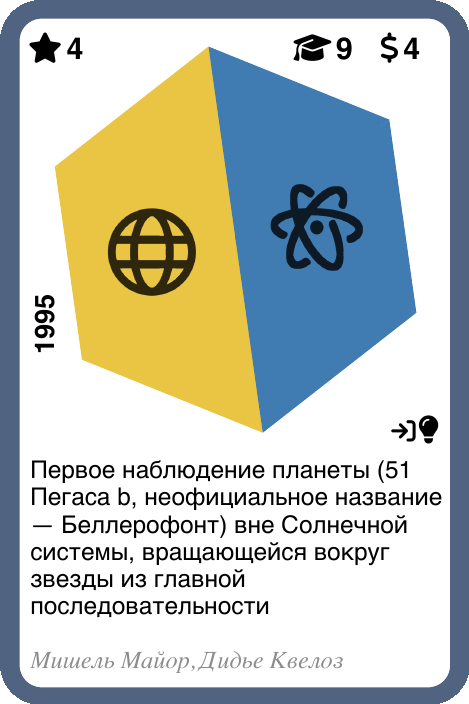 4
9 $4
1995
Первое наблюдение планеты (51
Пегаса b, неофициальное название
— Беллерофонт) вне Солнечной
системы, вращающейся вокруг
звезды из главной
последовательности
Мишель Майор,Дидье Квелоз